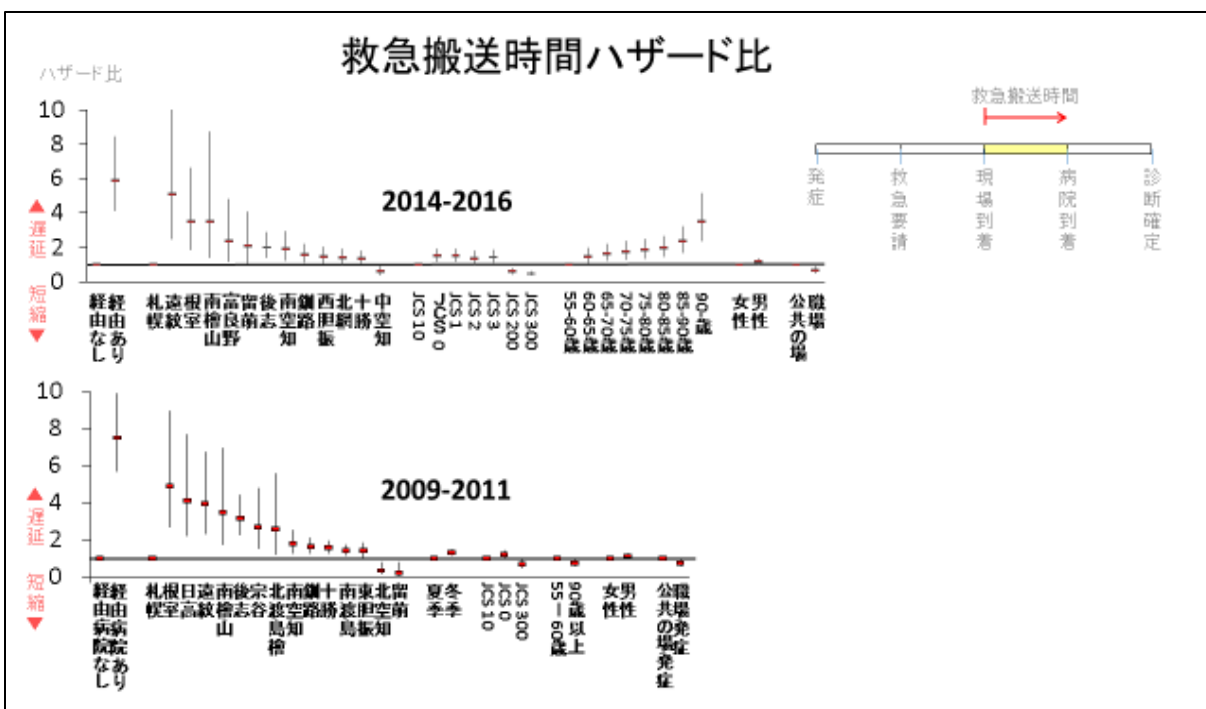 救急搬送時間ハザード比
ハザード比
10
8
6
4
2
0
▲遅延
短縮▼
2014-2016
経由なし
経由あり
札幌
遠紋
根室
南檜山
富良野
留萌
後志
南空知
釧路
西胆振
北網
十勝
中空知
JCS 10
JCS 0
JCS 1
JCS 2
JCS 3
JCS 200
JCS 300
55-60歳
60-65歳
65-70歳
70-75歳
75-80歳
80-85歳
85-90歳
90-歳
女性
男性
公共の場
職場
救急搬送時間
発症
救急要請
現場到着
病院到着
診断確定
10
8
6
4
2
0
▲遅延
短縮▼
2009-2011
経由病院なし
経由病院あり
札幌
根室
日高
遠紋
南檜山
後志
宗谷
北渡島檜
南空知
釧路
十勝
南渡島
東胆振
北空知
留萌
夏季
冬季
JCS 10
JCS 0
JCS 300
55－60歳
90歳以上
女性
男性
公共の場発症
職場発症